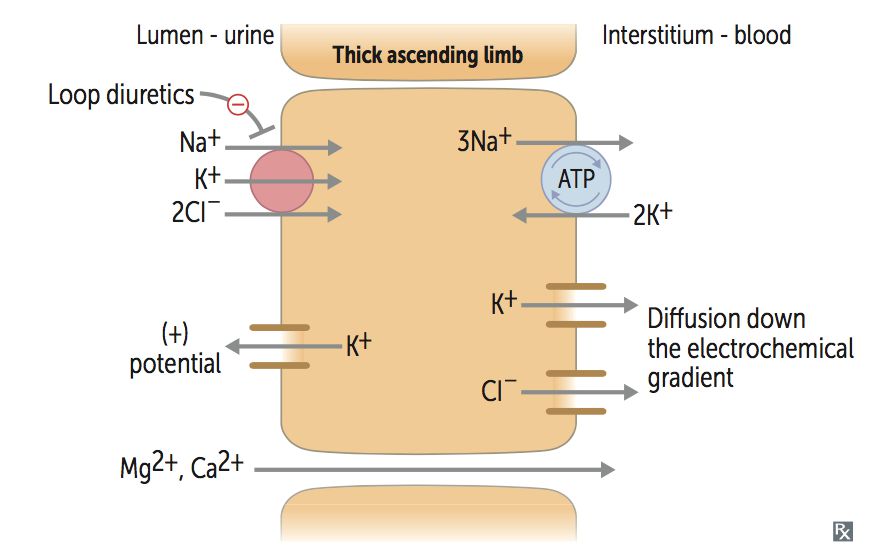 Lumen - urine
Thick ascending limb
Interstitium - blood
Loop diuretics
Na+
K+
2Cl−
3Na+
ATP
2K+
K+
Cl−
Diffusion down
the electrochemical
gradient
(+)
potential
K+
Mg2+, Ca2+
Rx